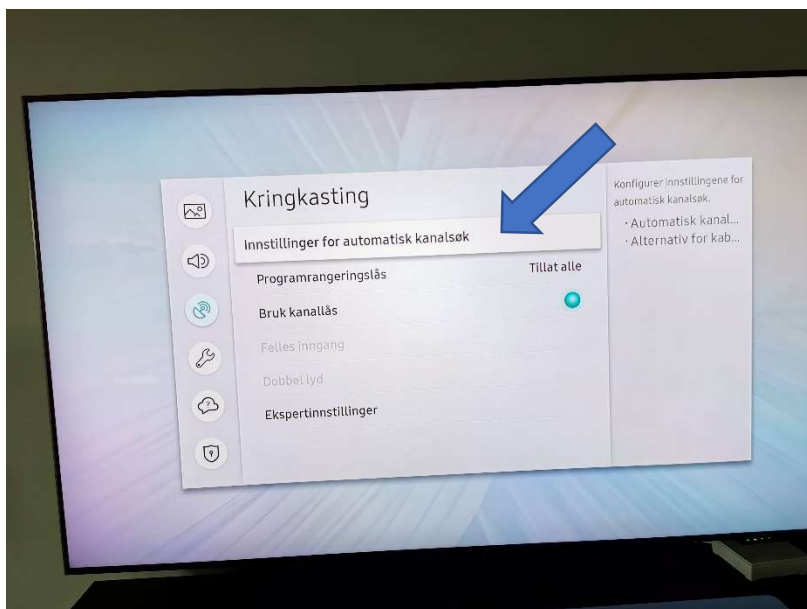 Kringkasting
Innstillinger for automatisk kanalsøk
Programrangeringslås Tillat alle
Bruk kanallås
Felles inngang
Dobbel lyd
Ekspertinnstillinger
Konfigurer innstillingene for
automatisk kanalsøk.
· Automatisk kanal...
· Alternativ for kab...